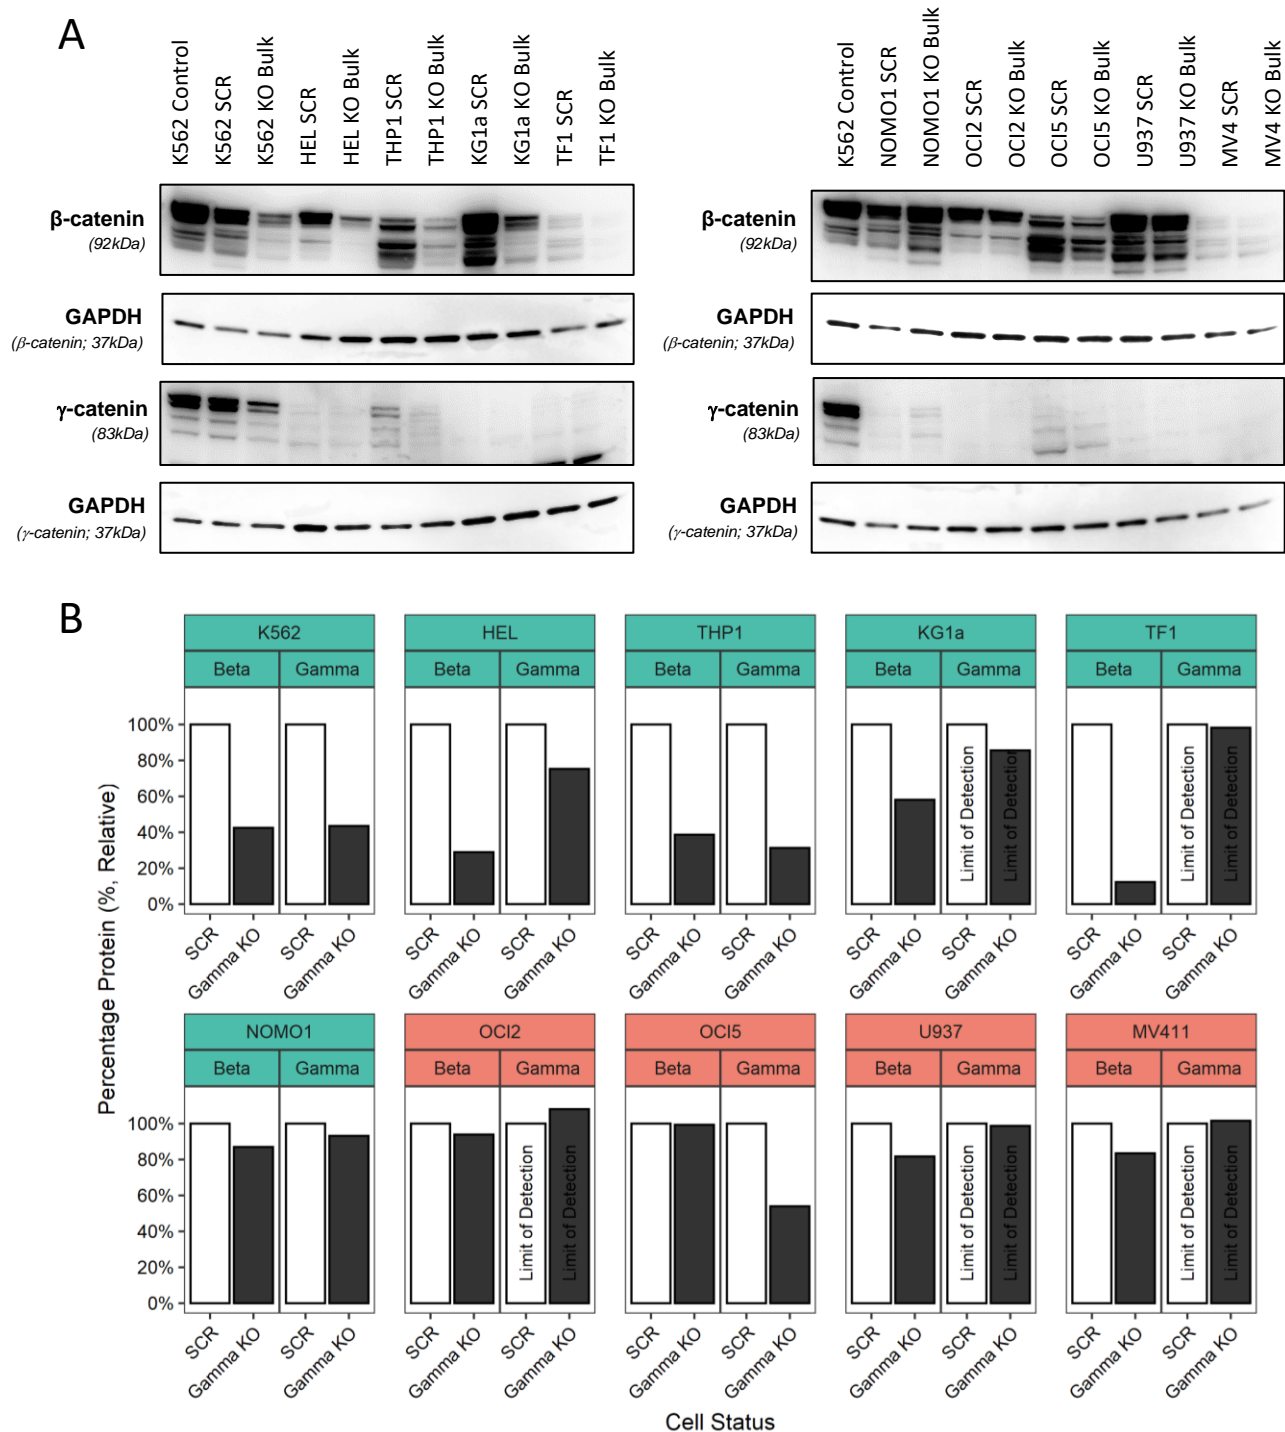 A
K562 Control
K562 SCR
K562 KO Bulk
HEL SCR
HEL KO Bulk
THP1 SCR
THP1 KO Bulk
KG1a SCR
KG1a KO Bulk
TF1 SCR
TF1 KO Bulk
β-catenin
(92kDa)
GAPDH
(β-catenin; 37kDa)
γ-catenin
(83kDa)
GAPDH
(γ-catenin; 37kDa)
K562 Control
NOMO1 SCR
NOMO1 KO Bulk
OCI2 SCR
OCI2 KO Bulk
OCI5 SCR
OCI5 KO Bulk
U937 SCR
U937 KO Bulk
MV4 SCR
MV4 KO Bulk
β-catenin
(92kDa)
GAPDH
(β-catenin; 37kDa)
γ-catenin
(83kDa)
GAPDH
(γ-catenin; 37kDa)
B
Percentage Protein (%, Relative)
K562 HEL THP1 KG1a TF1
Beta Gamma Beta Gamma Beta Gamma Beta Gamma Beta Gamma
100%
80%
60%
40%
20%
0%
Limit of Detection
Limit of Detection
Limit of Detection
Limit of Detection
SCR Gamma KO SCR Gamma KO SCR Gamma KO SCR Gamma KO SCR Gamma KO SCR Gamma KO SCR Gamma KO SCR Gamma KO SCR Gamma KO SCR Gamma KO
NOMO1 OCI2 OCI5 U937 MV411
Beta Gamma Beta Gamma Beta Gamma Beta Gamma Beta Gamma
100%
80%
60%
40%
20%
0%
Limit of Detection
Limit of Detection
Limit of Detection
Limit of Detection
Limit of Detection
Limit of Detection
SCR Gamma KO SCR Gamma KO SCR Gamma KO SCR Gamma KO SCR Gamma KO SCR Gamma KO SCR Gamma KO SCR Gamma KO SCR Gamma KO SCR Gamma KO
Cell Status